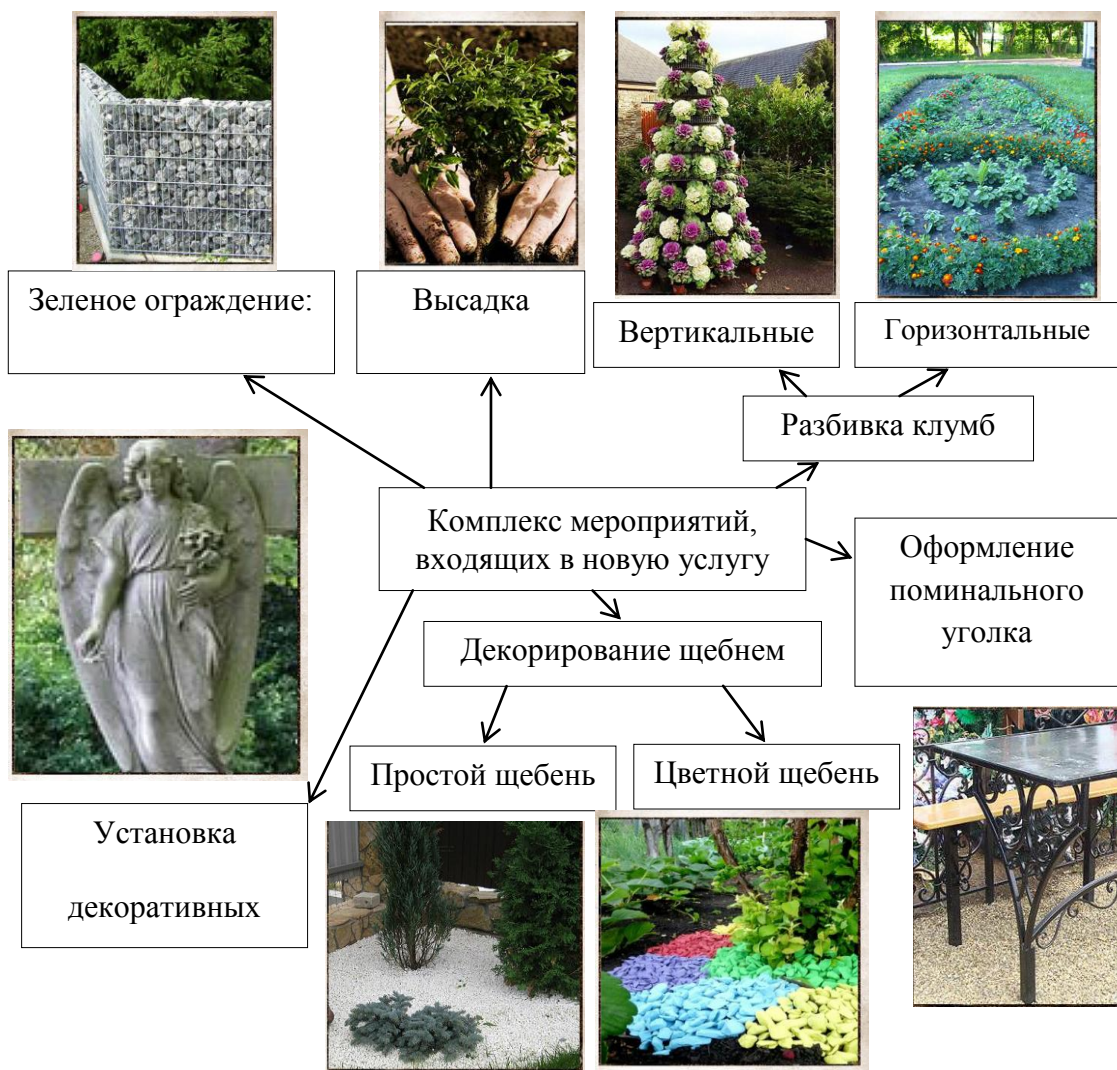 Зеленое ограждение:
Высадка
Вертикальные
Горизонтальные
Разбивка клумб
Комплекс мероприятий,
входящих в новую услугу
Оформление
поминального
уголка
Декорирование щебнем
Простой щебень
Цветной щебень
Установка
декоративных